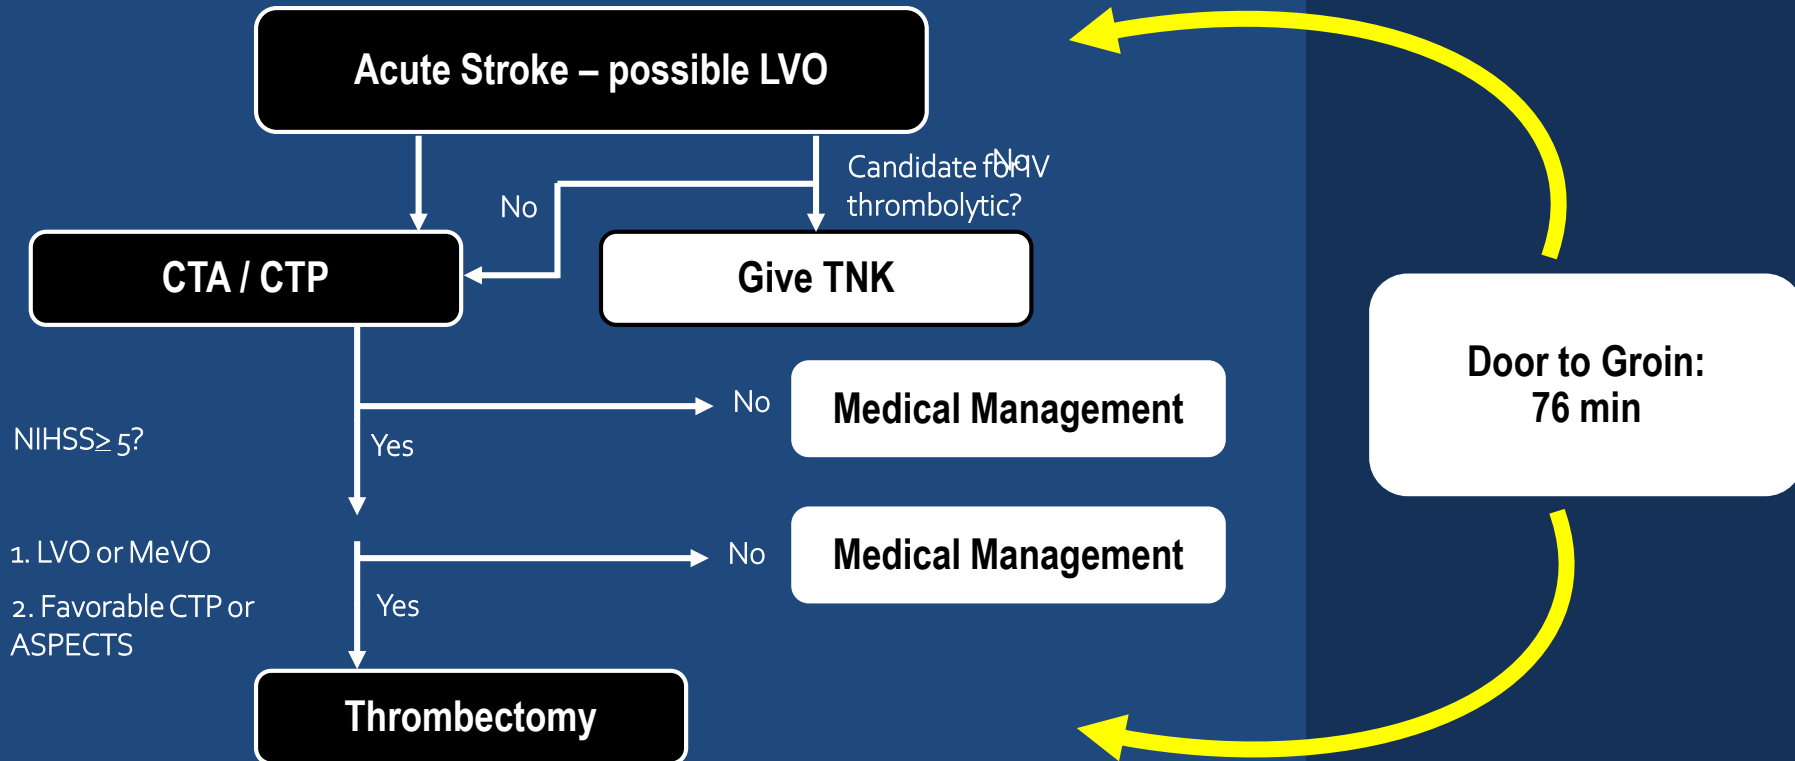 Acute Stroke – possible LVO
No
Candidate for IV
No
thrombolytic?
CTA / CTP
Give TNK
Door to Groin:
76 min
No
Medical Management
NIHSS≥ 5?
Yes
1. LVO or MeVO
No
Medical Management
2. Favorable CTP or
ASPECTS
Yes
Thrombectomy